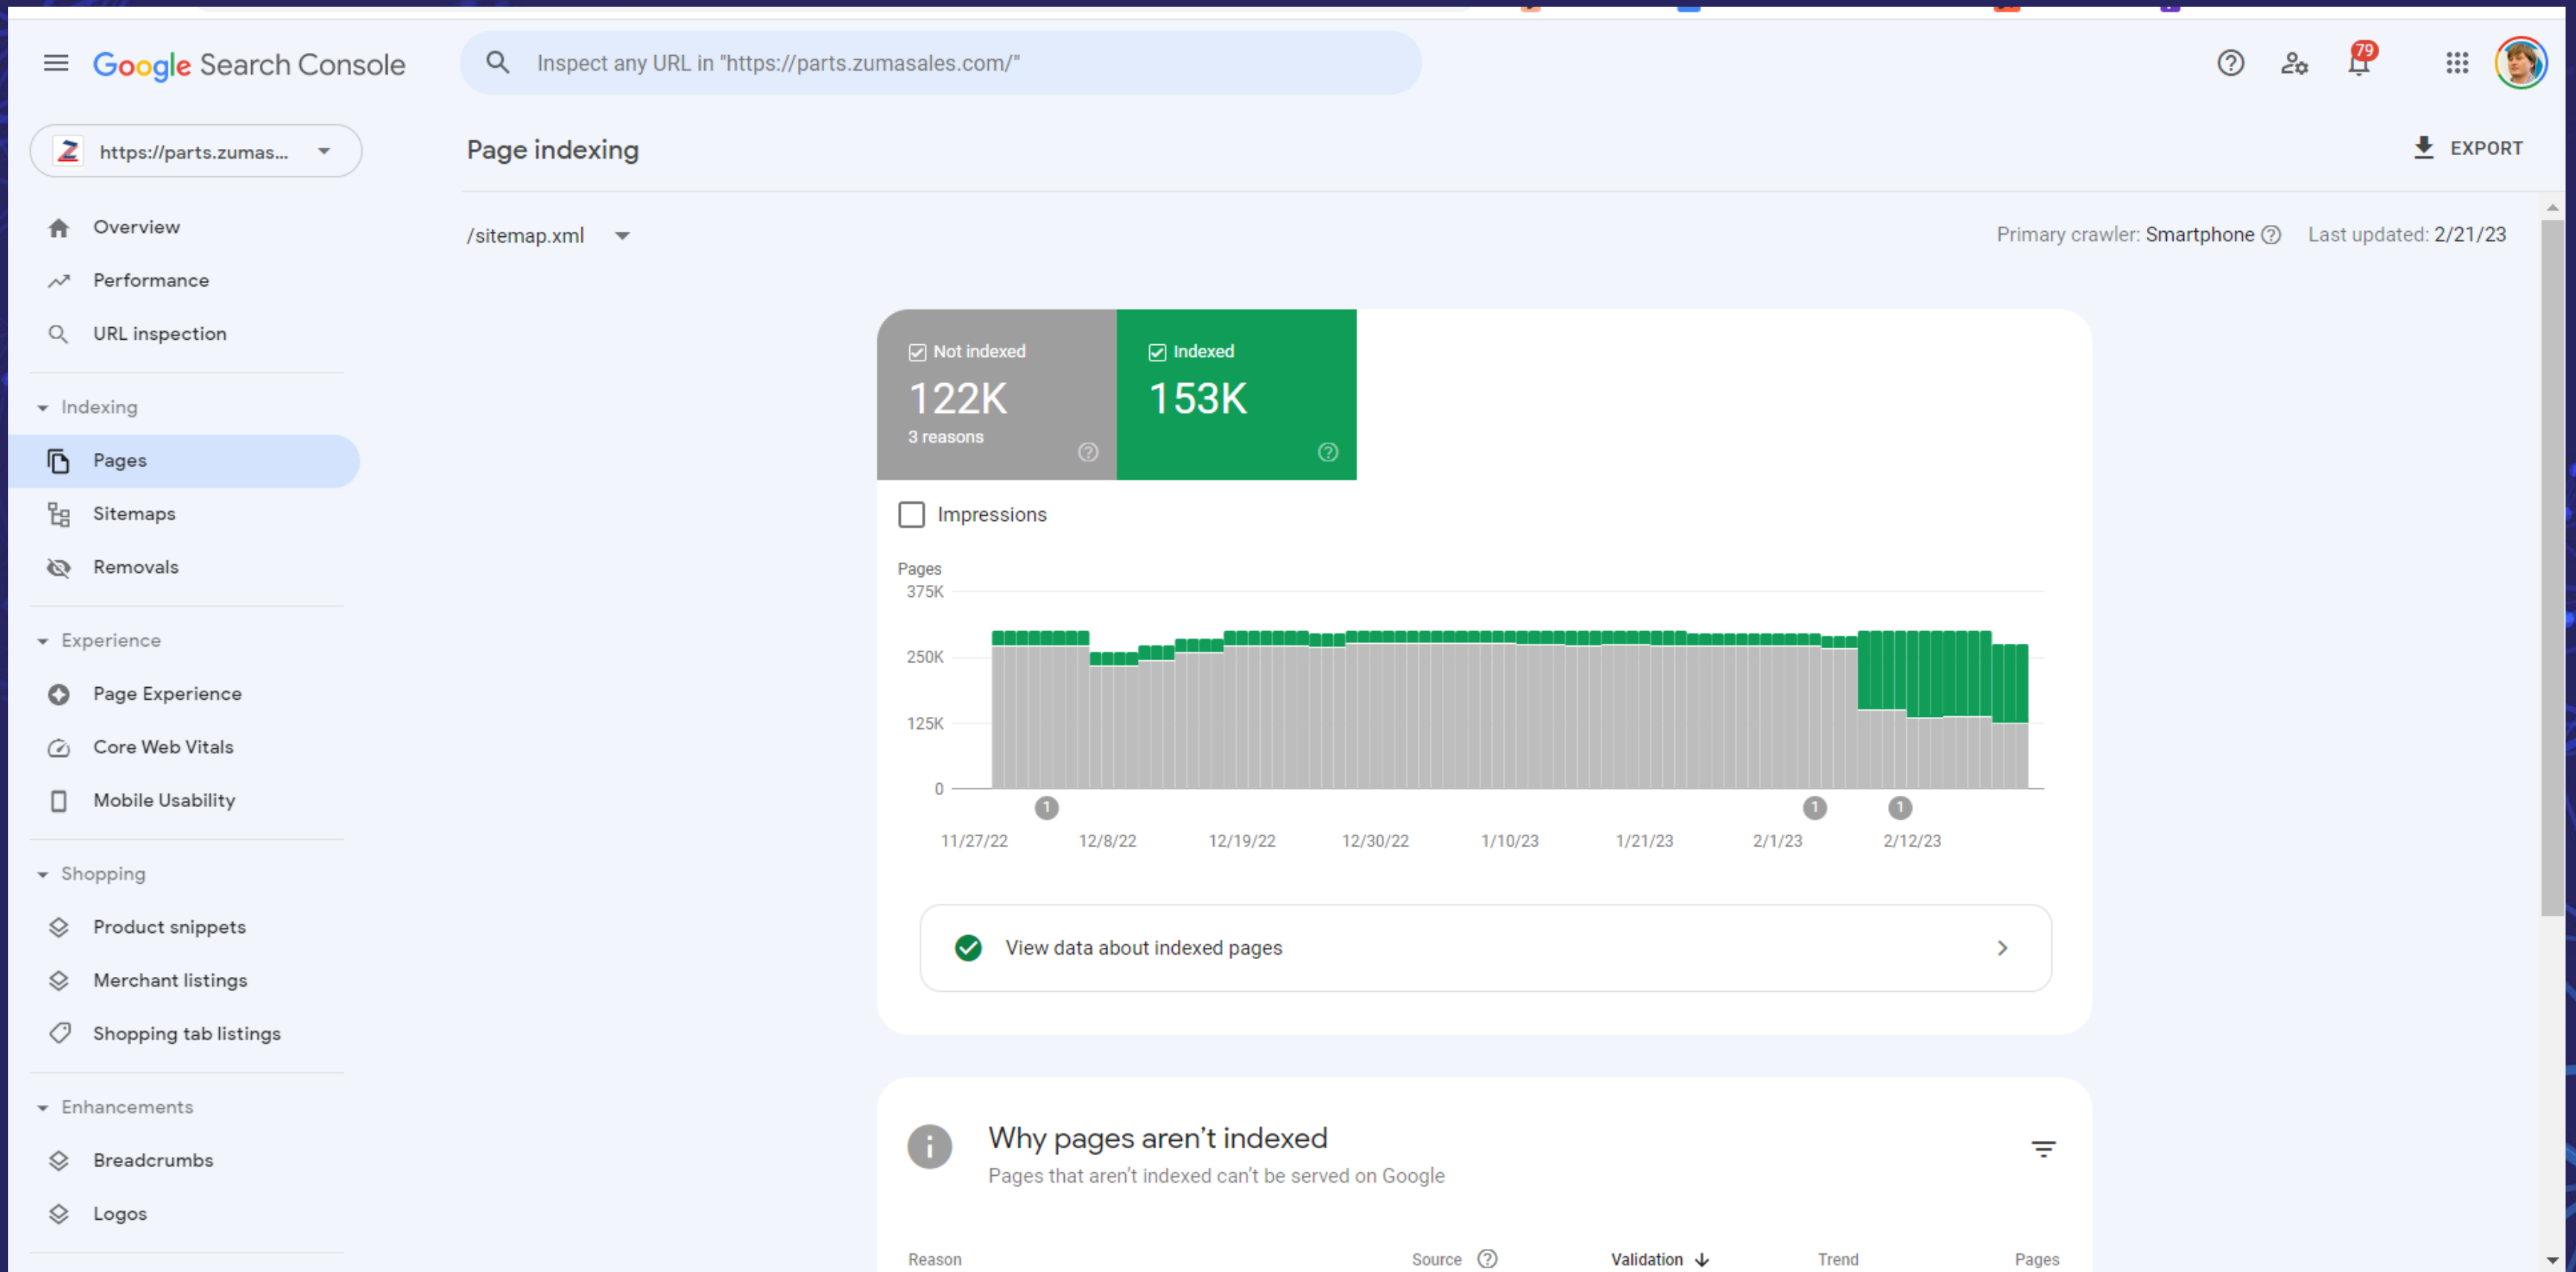 Google Search Console
Inspect any URL in "https://parts.zumasales.com/"
79
Z https://parts.zumas...
Page indexing
EXPORT
Overview
Performance
URL inspection
Indexing
Pages
Sitemaps
Removals
Experience
Page Experience
Core Web Vitals
Mobile Usability
Shopping
Product snippets
Merchant listings
Shopping tab listings
Enhancements
Breadcrumbs
Logos
/sitemap.xml
Primary crawler: Smartphone Last updated: 2/21/23
Not indexed
122K
3 reasons
Indexed
153K
Impressions
Pages
375K
250K
125K
0
1 1 1
11/27/22 12/8/22 12/19/22 12/30/22 1/10/23 1/21/23 2/1/23 2/12/23
View data about indexed pages
i
Why pages aren't indexed
Pages that aren't indexed can't be served on Google
Reason Source Validation Trend Pages